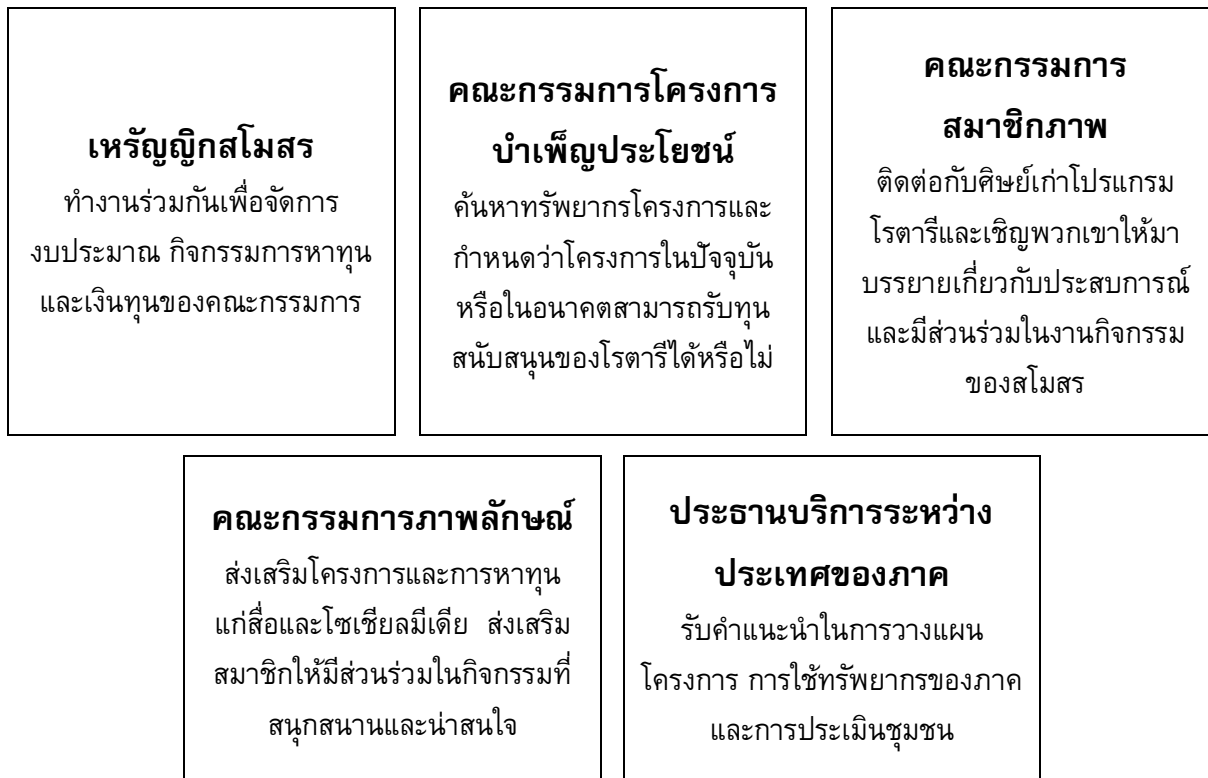 เหรัญญิกสโมสร
ทำงานร่วมกันเพื่อจัดการ
งบประมาณ กิจกรรมการหาทุน
และเงินทุนของคณะกรรมการ
คณะกรรมการโครงการ
บำเพ็ญประโยชน์
ค้นหาทรัพยากรโครงการและ
กำหนดว่าโครงการในปัจจุบัน
หรือในอนาคตสามารถรับทุน
สนับสนุนของโรตารีได้หรือไม่
คณะกรรมการ
สมาชิกภาพ
ติดต่อกับศิษย์เก่าโปรแกรม
โรตารีและเชิญพวกเขาให้มา
บรรยายเกี่ยวกับประสบการณ์
และมีส่วนร่วมในงานกิจกรรม
ของสโมสร
คณะกรรมการภาพลักษณ์
ส่งเสริมโครงการและการหาทุน
แก่สื่อและโซเชียลมีเดีย ส่งเสริม
สมาชิกให้มีส่วนร่วมในกิจกรรมที่
สนุกสนานและน่าสนใจ
ประธานบริการระหว่าง
ประเทศของภาค
รับคำแนะนำในการวางแผน
โครงการ การใช้ทรัพยากรของภาค
และการประเมินชุมชน